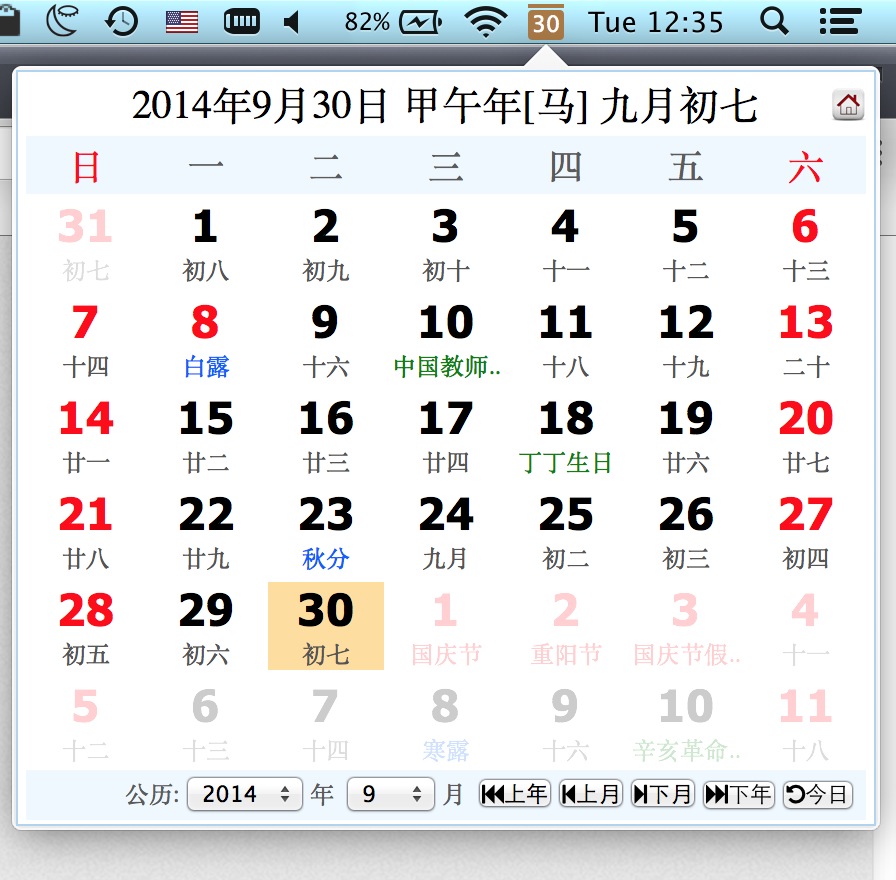 82% 30 Tue 12:35
2014年9月30日 甲午年[马] 九月初七
日 一 二 三 四 五 六
31 1 2 3 4 5 6
初七 初八 初九 初十 十一 十二 十三
7 8 9 10 11 12 13
十四 白露 十六 中国教师.. 十八 十九 二十
14 15 16 17 18 19 20
廿一 廿二 廿三 廿四 丁丁生日 廿六 廿七
21 22 23 24 25 26 27
廿八 廿九 秋分 九月 初二 初三 初四
28 29 30 1 2 3 4
初五 初六 初七 国庆节 重阳节 国庆节假.. 十一
5 6 7 8 9 10 11
十二 十三 十四 寒露 十六 辛亥革命.. 十八
公历: 2014 年 9 月 上年 上月 下月 下年 今日